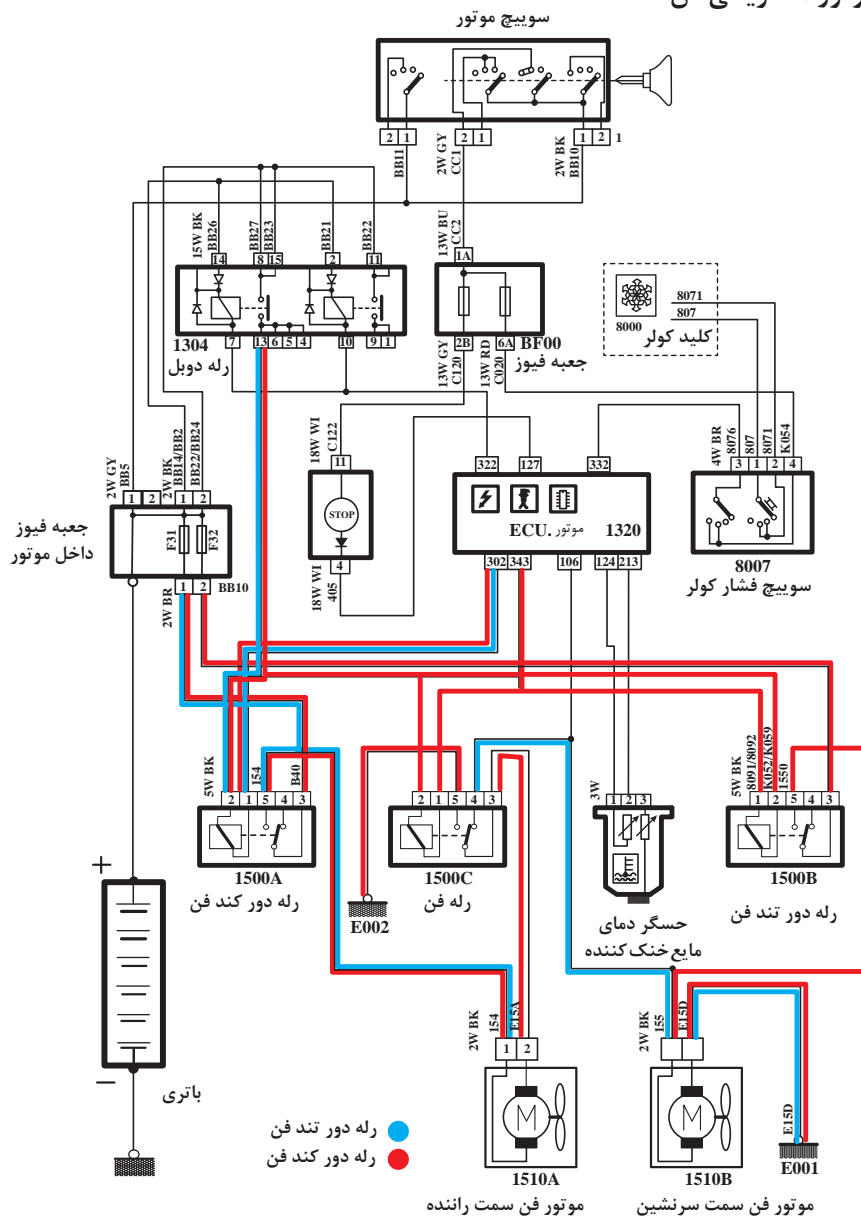 سوییچ موتور
2 1
2 1
1 2 1
BB11
2W GY
CC1
2W BK
BB10
15W BK
BB26
BB27
BB23
BB21
BB22
13W BU
CC2
14 8 15 2 11
1A
8071
807
8000
کلید کولر
1304
رله دوبل
7 13 6 5 4 10 9 1
2B 6A
BF00
جعبه فیوز
13W GY
C120
13W RD
C020
2W GY
BB5
2W BK
BB14/BB2
BB22/BB24
18W WI
C122
4W BR
8076
807
8071
K054
1 2 1 2
11
322 127 332
3 1 2 4
جعبه فیوز
داخل موتور
F31
F32
STOP
ECU. موتور 1320
8007
سوییچ فشار کولر
1 2 BB10
2W BR
4
18W WI
405
302 343 106 124 213
5W BK
154
B40
3W
5W BK
8091/8092
K052/K059
1550
2 1 5 4 3
2 1 5 4 3
1 2 3
1 2 5 4 3
1500A
رله دور کند فن
1500C
رله فن
E002
حسگر دمای
مایع خنک کننده
1500B
رله دور تند فن
+
−
باتری
2W BK
154
E15A
2W BK
155
E15D
1 2
M
M
E15D
E001
رله دور تند فن
رله دور کند فن
1510A
موتور فن سمت راننده
1510B
موتور فن سمت سرنشین